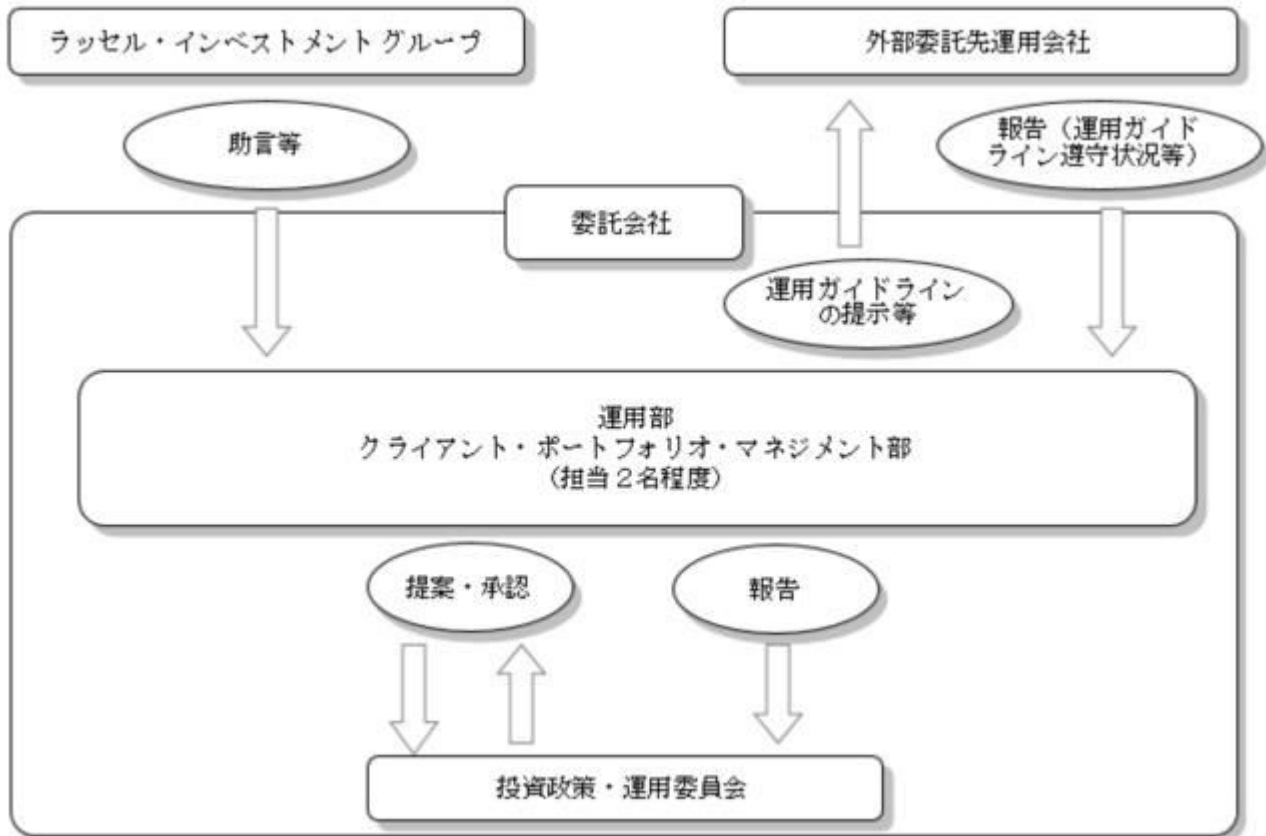 ラッセル・インベストメント グループ
外部委託先運用会社
助言等
報告（運用ガイド
ライン遵守状況等）
委託会社
運用ガイドライン
の提示等
運用部
クライアント・ポートフォリオ・マネジメント部
（担当２名程度）
提案・承認
報告
投資政策・運用委員会